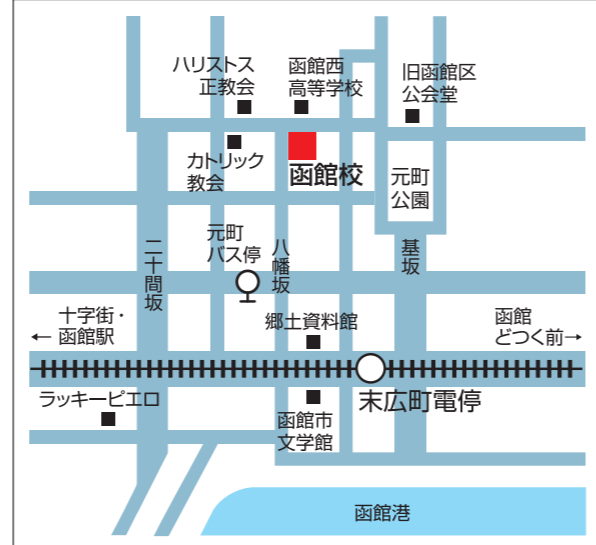 ハリストス
正教会
函館西
高等学校
旧函館区
公会堂
カトリック
教会
函館校
元町
公園
元町
バス停
二十間坂
八幡坂
基坂
十字街・
← 函館駅
郷土資料館
函館
どつく前→
ラッキーピエロ
末広町電停
函館市
文学館
函館港